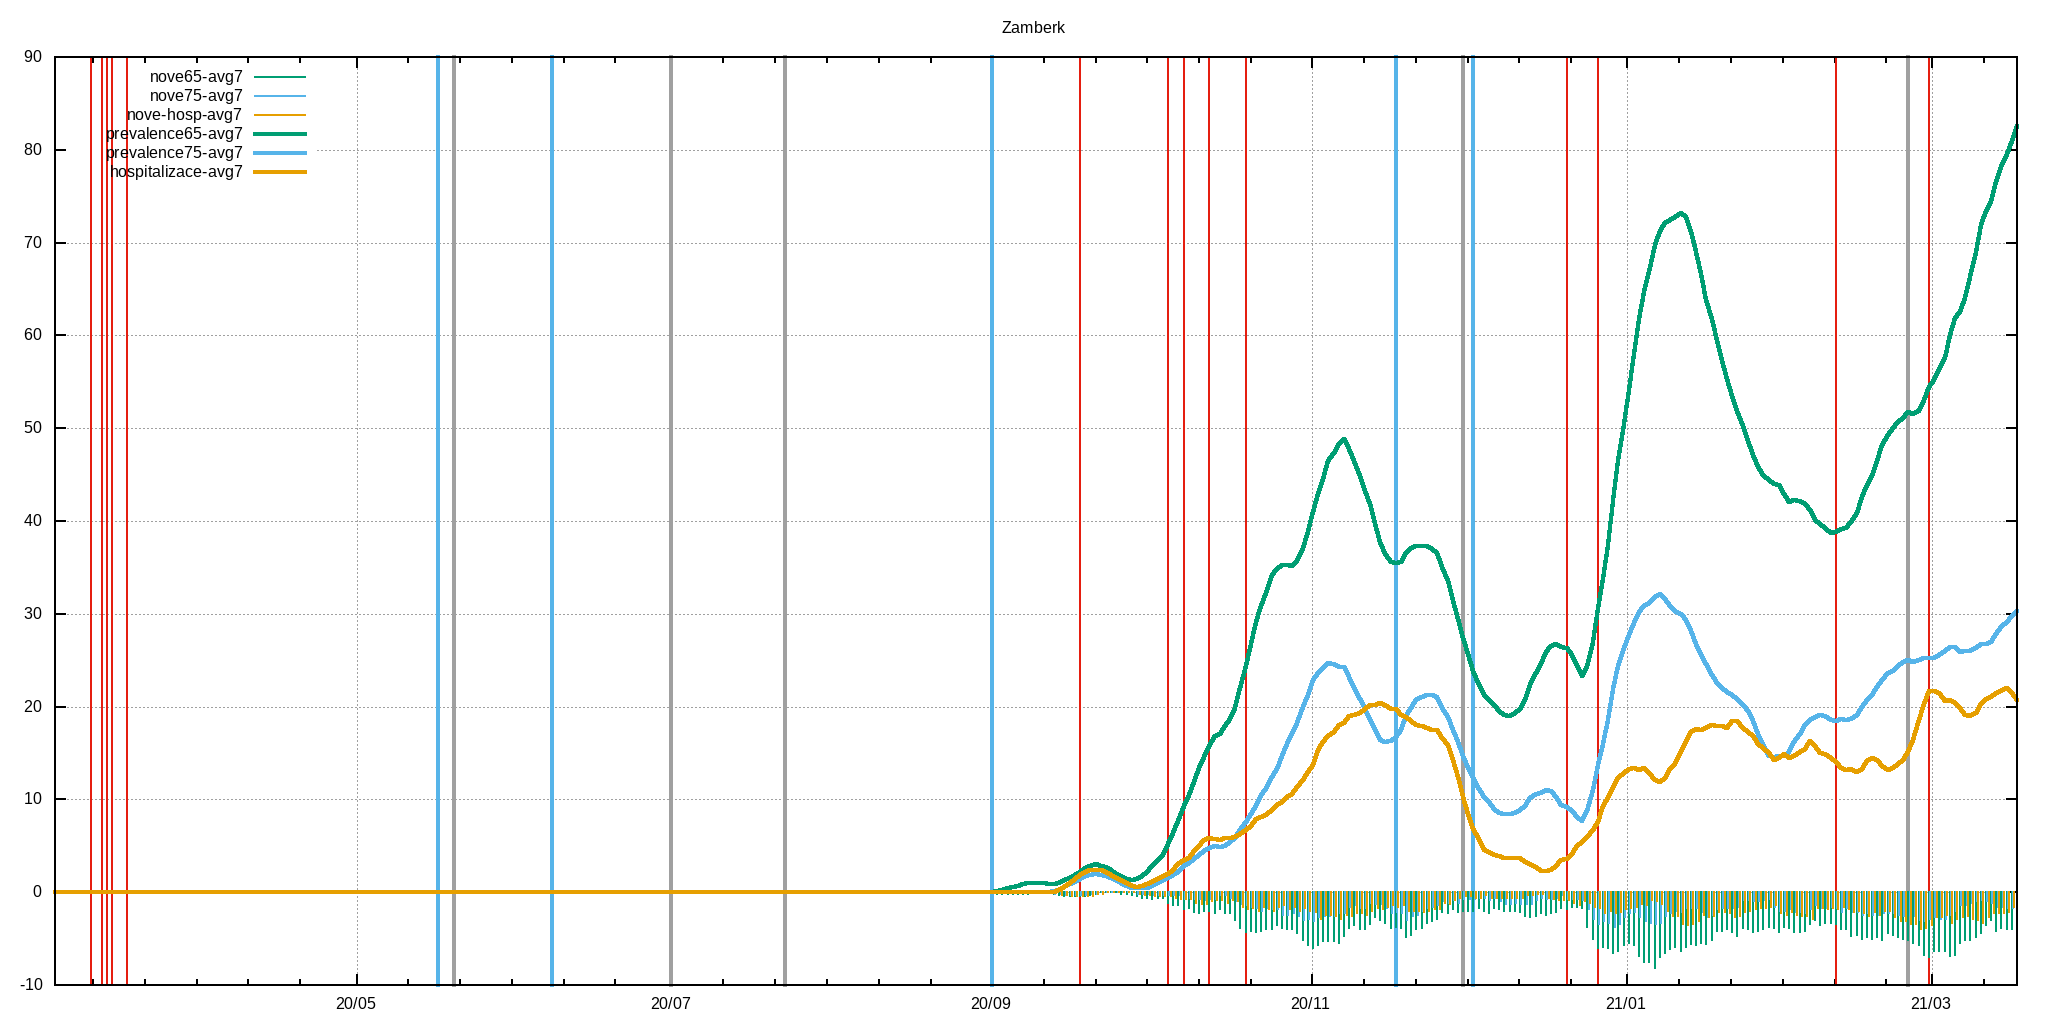 Zamberk
90
nove65-avg7
nove75-avg7
nove-hosp-avg7
prevalence65-avg7
prevalence75-avg7
hospitalizace-avg7
80
70
60
50
40
30
20
10
0
-10
20/05 20/07 20/09 20/11 21/01 21/03